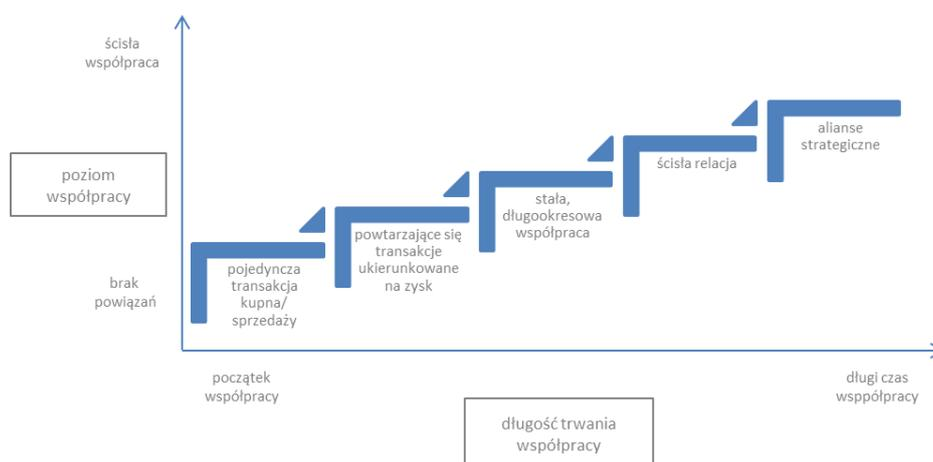 ścisła
współpraca
poziom
współpracy
brak
powiązań
pojedyncza
transakcja
kupna/
sprzedaży
powtarzające się
transakcje
ukierunkowane
na zysk
stała,
długookresowa
współpraca
ścisła relacja
alianse
strategiczne
początek
współpracy
długi czas
wsppółpracy
długość trwania
współpracy